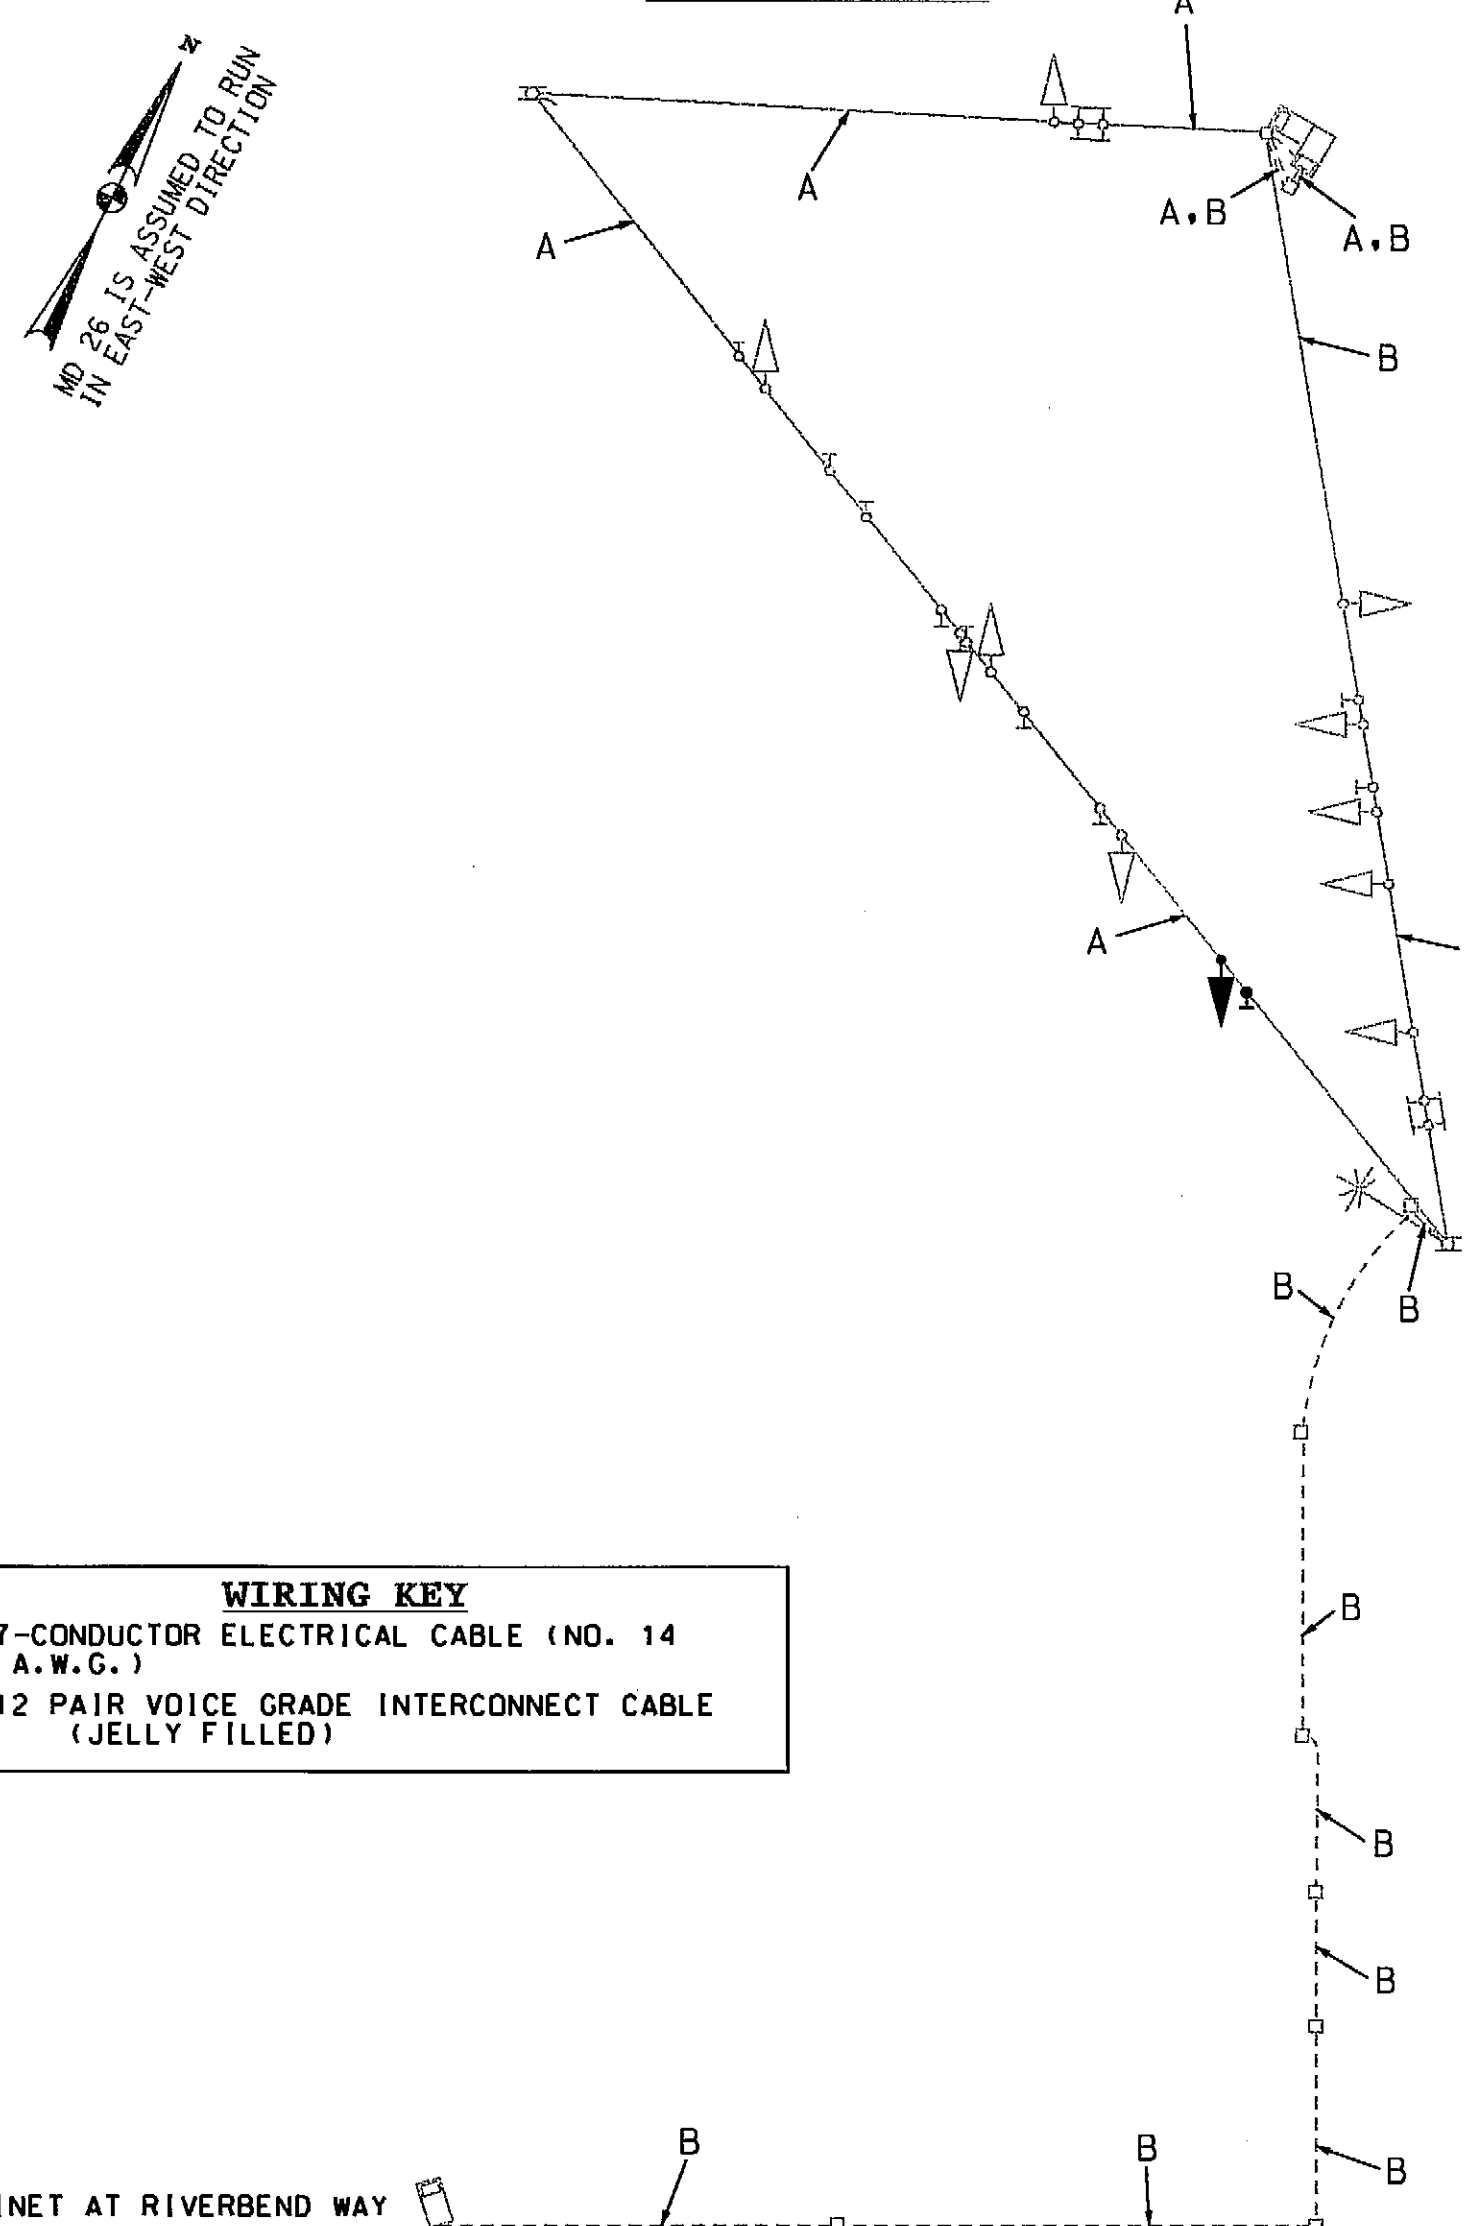 A
N
MD 26 IS ASSUMED TO RUN
IN EAST-WEST DIRECTION
A
A
A,B
A,B
B
A
B
B
WIRING KEY
7-CONDUCTOR ELECTRICAL CABLE (NO. 14
A.W.G.)
12 PAIR VOICE GRADE INTERCONNECT CABLE
(JELLY FILLED)
B
B
B
B
B
B
INET AT RIVERBEND WAY